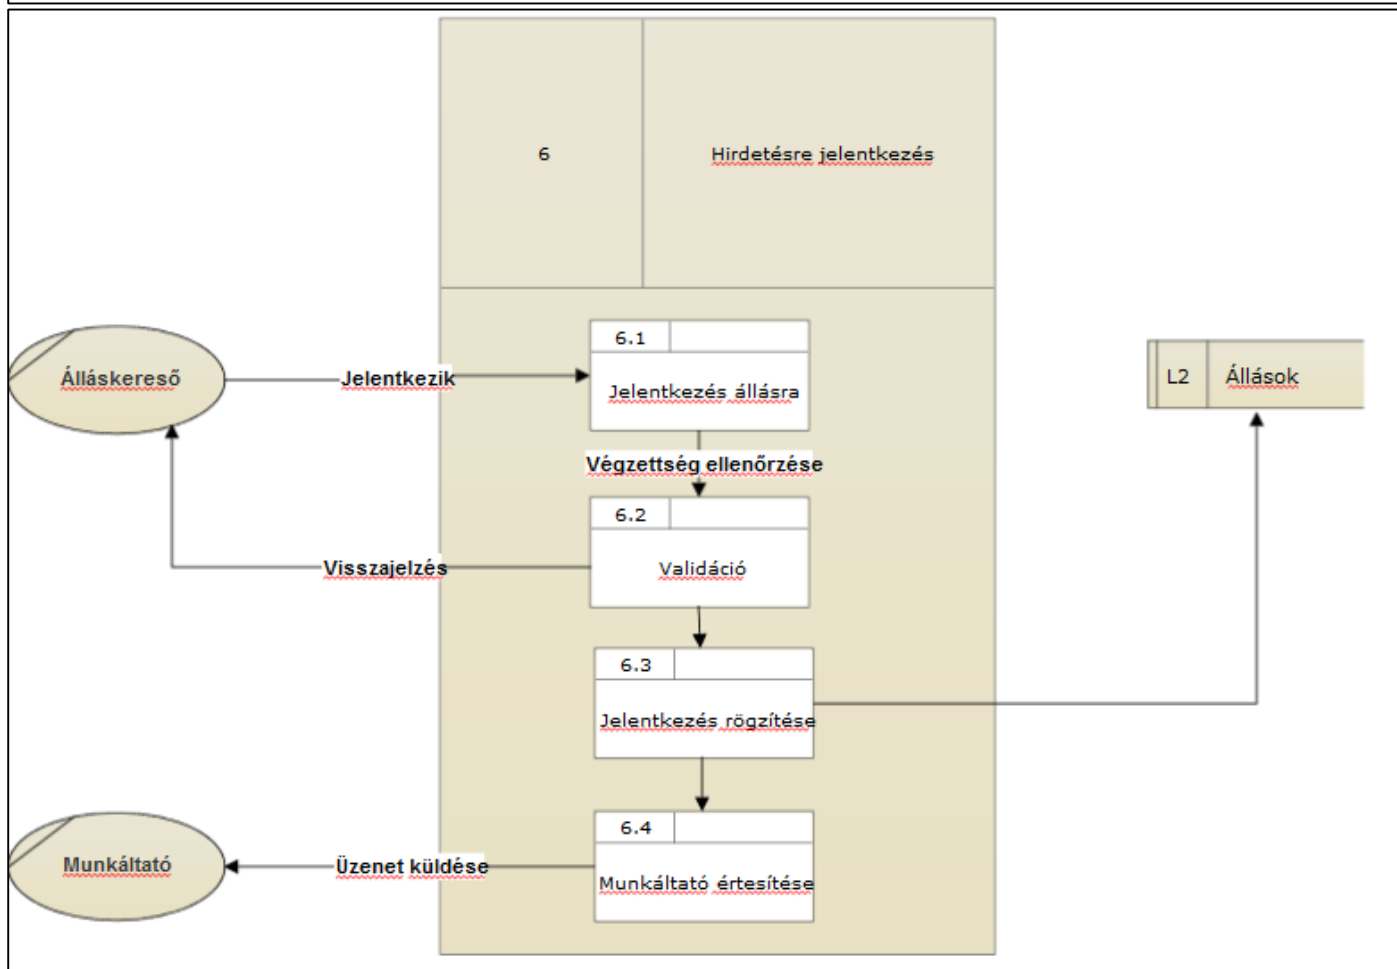 6
Hirdetésre jelentkezés
6.1
Álláskereső
Jelentkezik
Jelentkezés állásra
L2
Állások
Végzettség ellenőrzése
6.2
Visszajelzés
Validáció
6.3
Jelentkezés rögzítése
6.4
Munkáltató
Üzenet küldése
Munkáltató értesítése